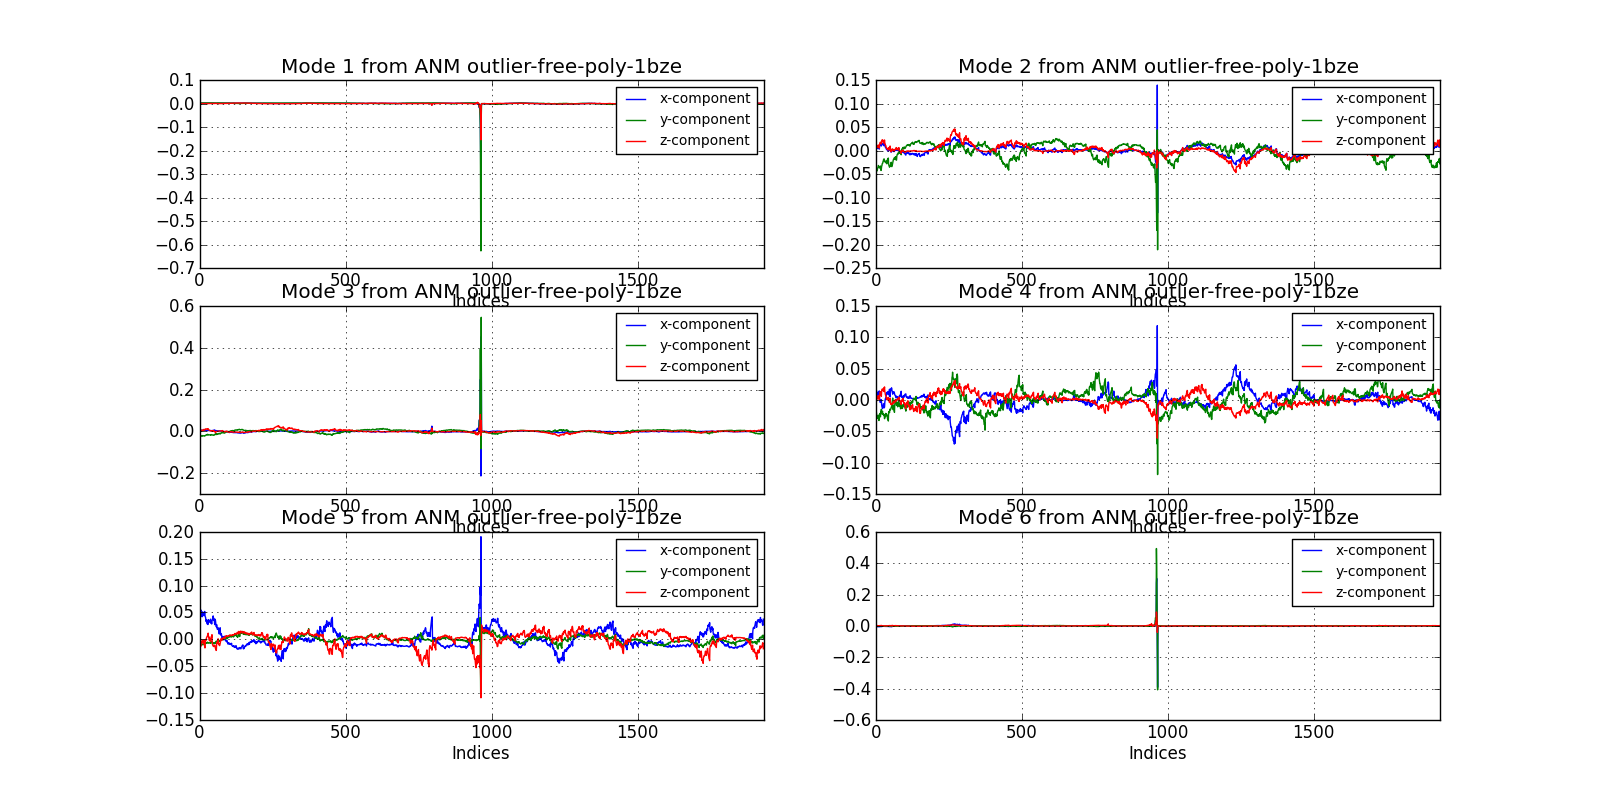 Mode 1 from ANM outlier-free-poly-1bze
0.1
0.0
−0.1
−0.2
−0.3
−0.4
−0.5
−0.6
−0.7
x-component
y-component
z-component
0 500 1000 1500
Indices
Mode 2 from ANM outlier-free-poly-1bze
0.15
0.10
0.05
0.00
−0.05
−0.10
−0.15
−0.20
−0.25
x-component
y-component
z-component
0 500 1000 1500
Indices
Mode 3 from ANM outlier-free-poly-1bze
0.6
0.4
0.2
0.0
−0.2
x-component
y-component
z-component
0 500 1000 1500
Indices
Mode 4 from ANM outlier-free-poly-1bze
0.15
0.10
0.05
0.00
−0.05
−0.10
−0.15
x-component
y-component
z-component
0 500 1000 1500
Indices
Mode 5 from ANM outlier-free-poly-1bze
0.20
0.15
0.10
0.05
0.00
−0.05
−0.10
−0.15
x-component
y-component
z-component
0 500 1000 1500
Indices
Mode 6 from ANM outlier-free-poly-1bze
0.6
0.4
0.2
0.0
−0.2
−0.4
−0.6
x-component
y-component
z-component
0 500 1000 1500
Indices